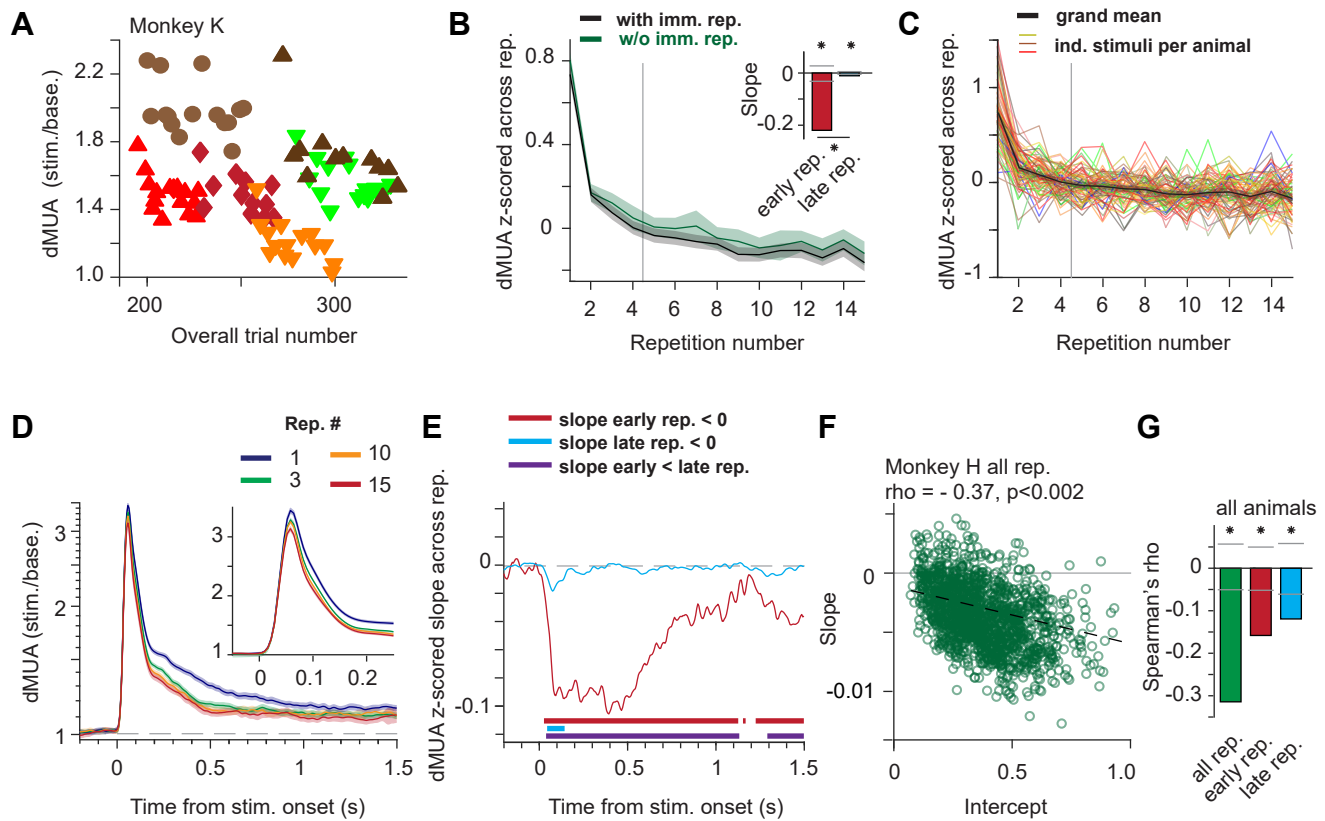 A
Monkey K
dMUA (stim./base.)
2.2
1.8
1.4
1.0
200
300
Overall trial number
B
with imm. rep.
w/o imm. rep.
dMUA z-scored across rep.
0.8
0.4
0
2
4
6
8
10
12
14
Repetition number
Slope
0
-0.2
* *
*
early rep.
late rep.
C
grand mean
ind. stimuli per animal
dMUA z-scored across rep.
1
0
-1
2
4
6
8
10
12
14
Repetition number
D
Rep. #
1
10
3
15
dMUA (stim./base.)
3
2
1
0
0.5
1
1.5
Time from stim. onset (s)
3
2
1
0
0.1
0.2
E
slope early rep. < 0
slope late rep. < 0
slope early < late rep.
dMUA z-scored slope across rep.
0
-0.1
0
0.5
1
1.5
Time from stim. onset (s)
F
Monkey H all rep.
rho = - 0.37, p<0.002
Slope
0
-0.01
0
0.5
1.0
Intercept
G
all animals
* * *
Spearman's rho
0
-0.1
-0.2
-0.3
all rep.
early rep.
late rep.